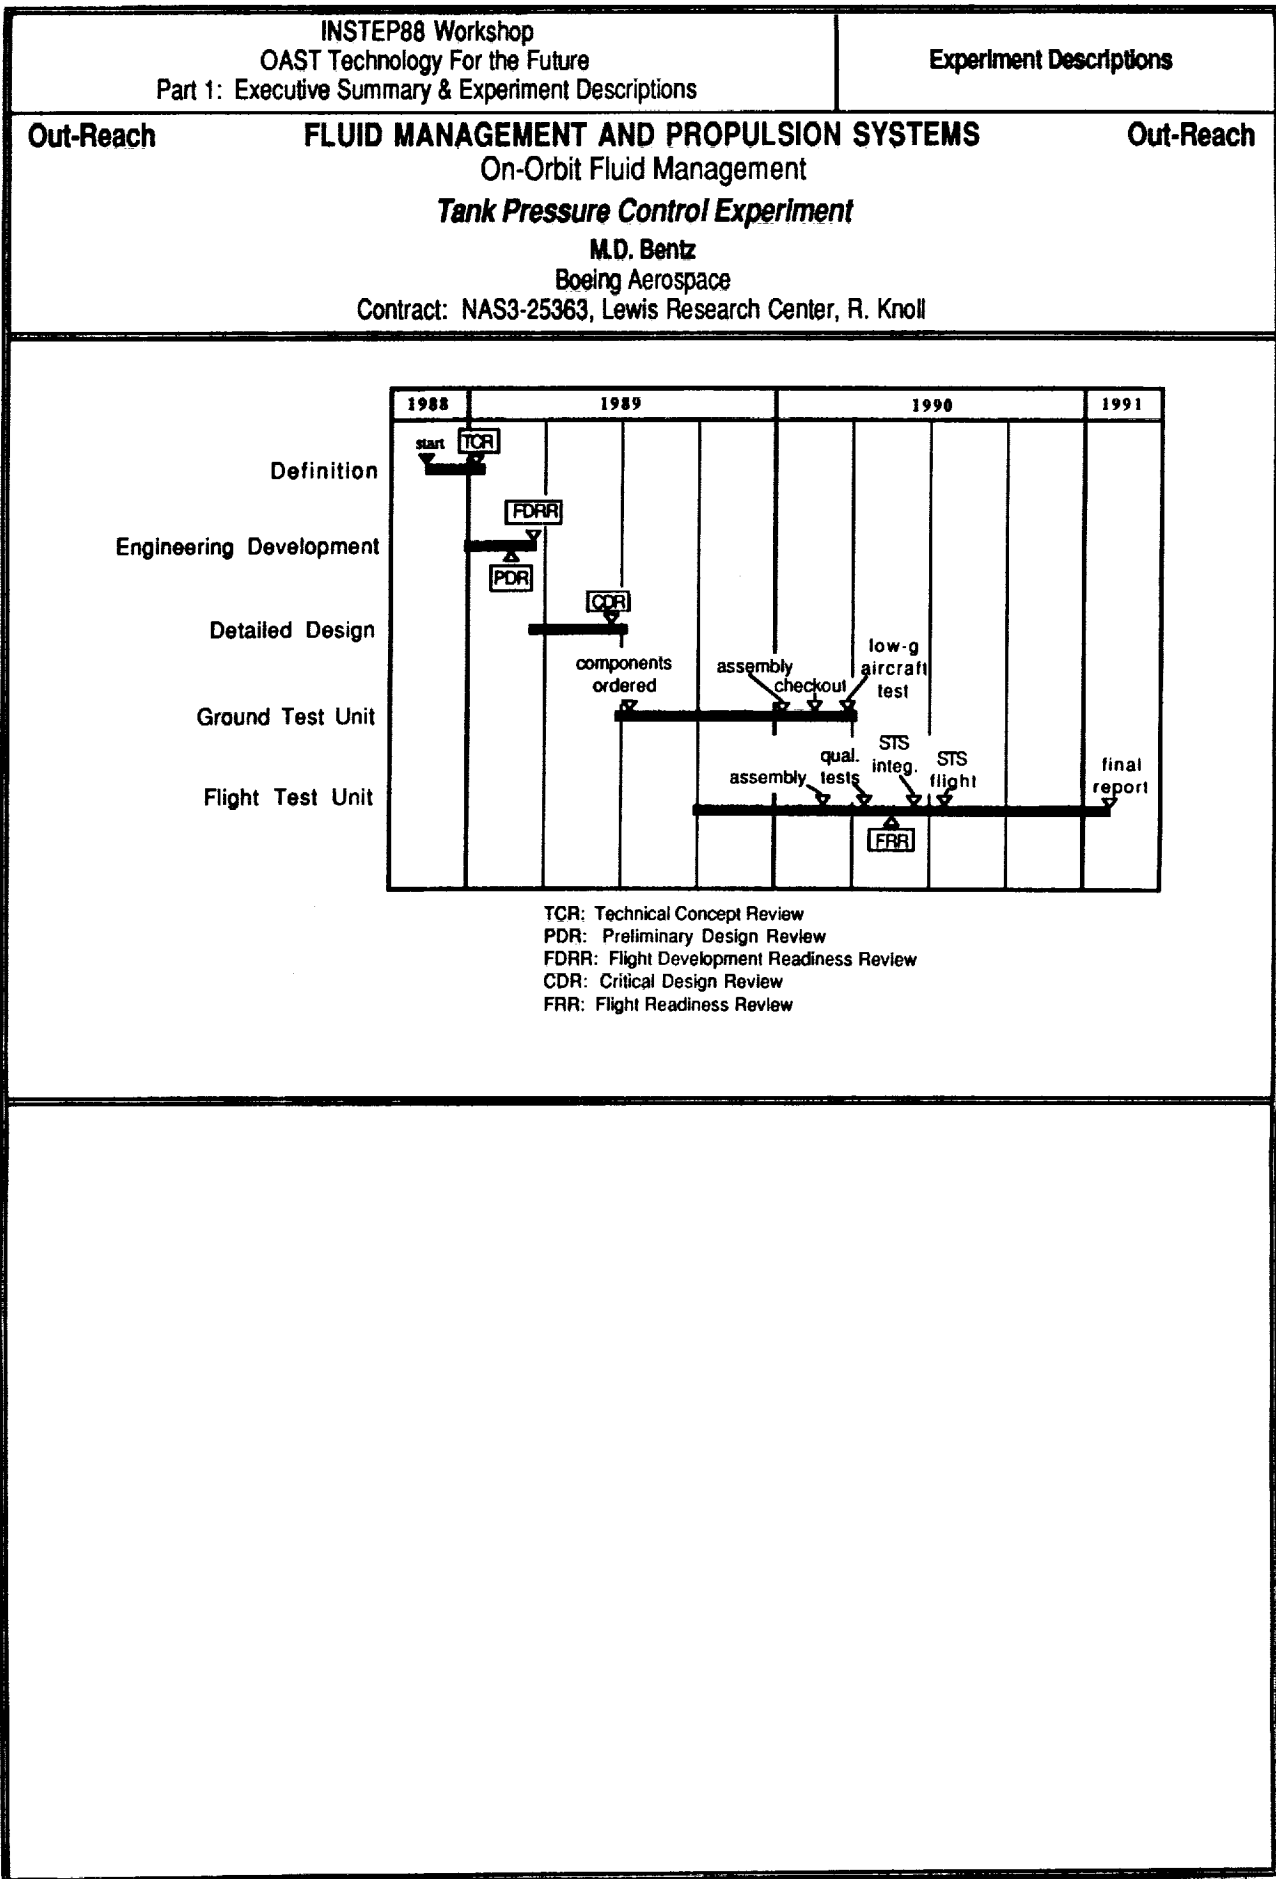 INSTEP88 Workshop
OAST Technology For the Future
Part 1: Executive Summary & Experiment Descriptions
Experiment Descriptions
Out-Reach FLUID MANAGEMENT AND PROPULSION SYSTEMS Out-Reach
On-Orbit Fluid Management
Tank Pressure Control Experiment
M.D. Bentz
Boeing Aerospace
Contract: NAS3-25363, Lewis Research Center, R. Knoll
1988 1989 1990 1991
start TCR
Definition
FDRR
Engineering Development
PDR
CDR
Detailed Design
components
ordered
assembly
checkout
low-g
aircraft
test
Ground Test Unit
assembly
qual.
tests
STS
integ.
STS
flight
final
report
Flight Test Unit
FRR
TCR: Technical Concept Review
PDR: Preliminary Design Review
FDRR: Flight Development Readiness Review
CDR: Critical Design Review
FRR: Flight Readiness Review